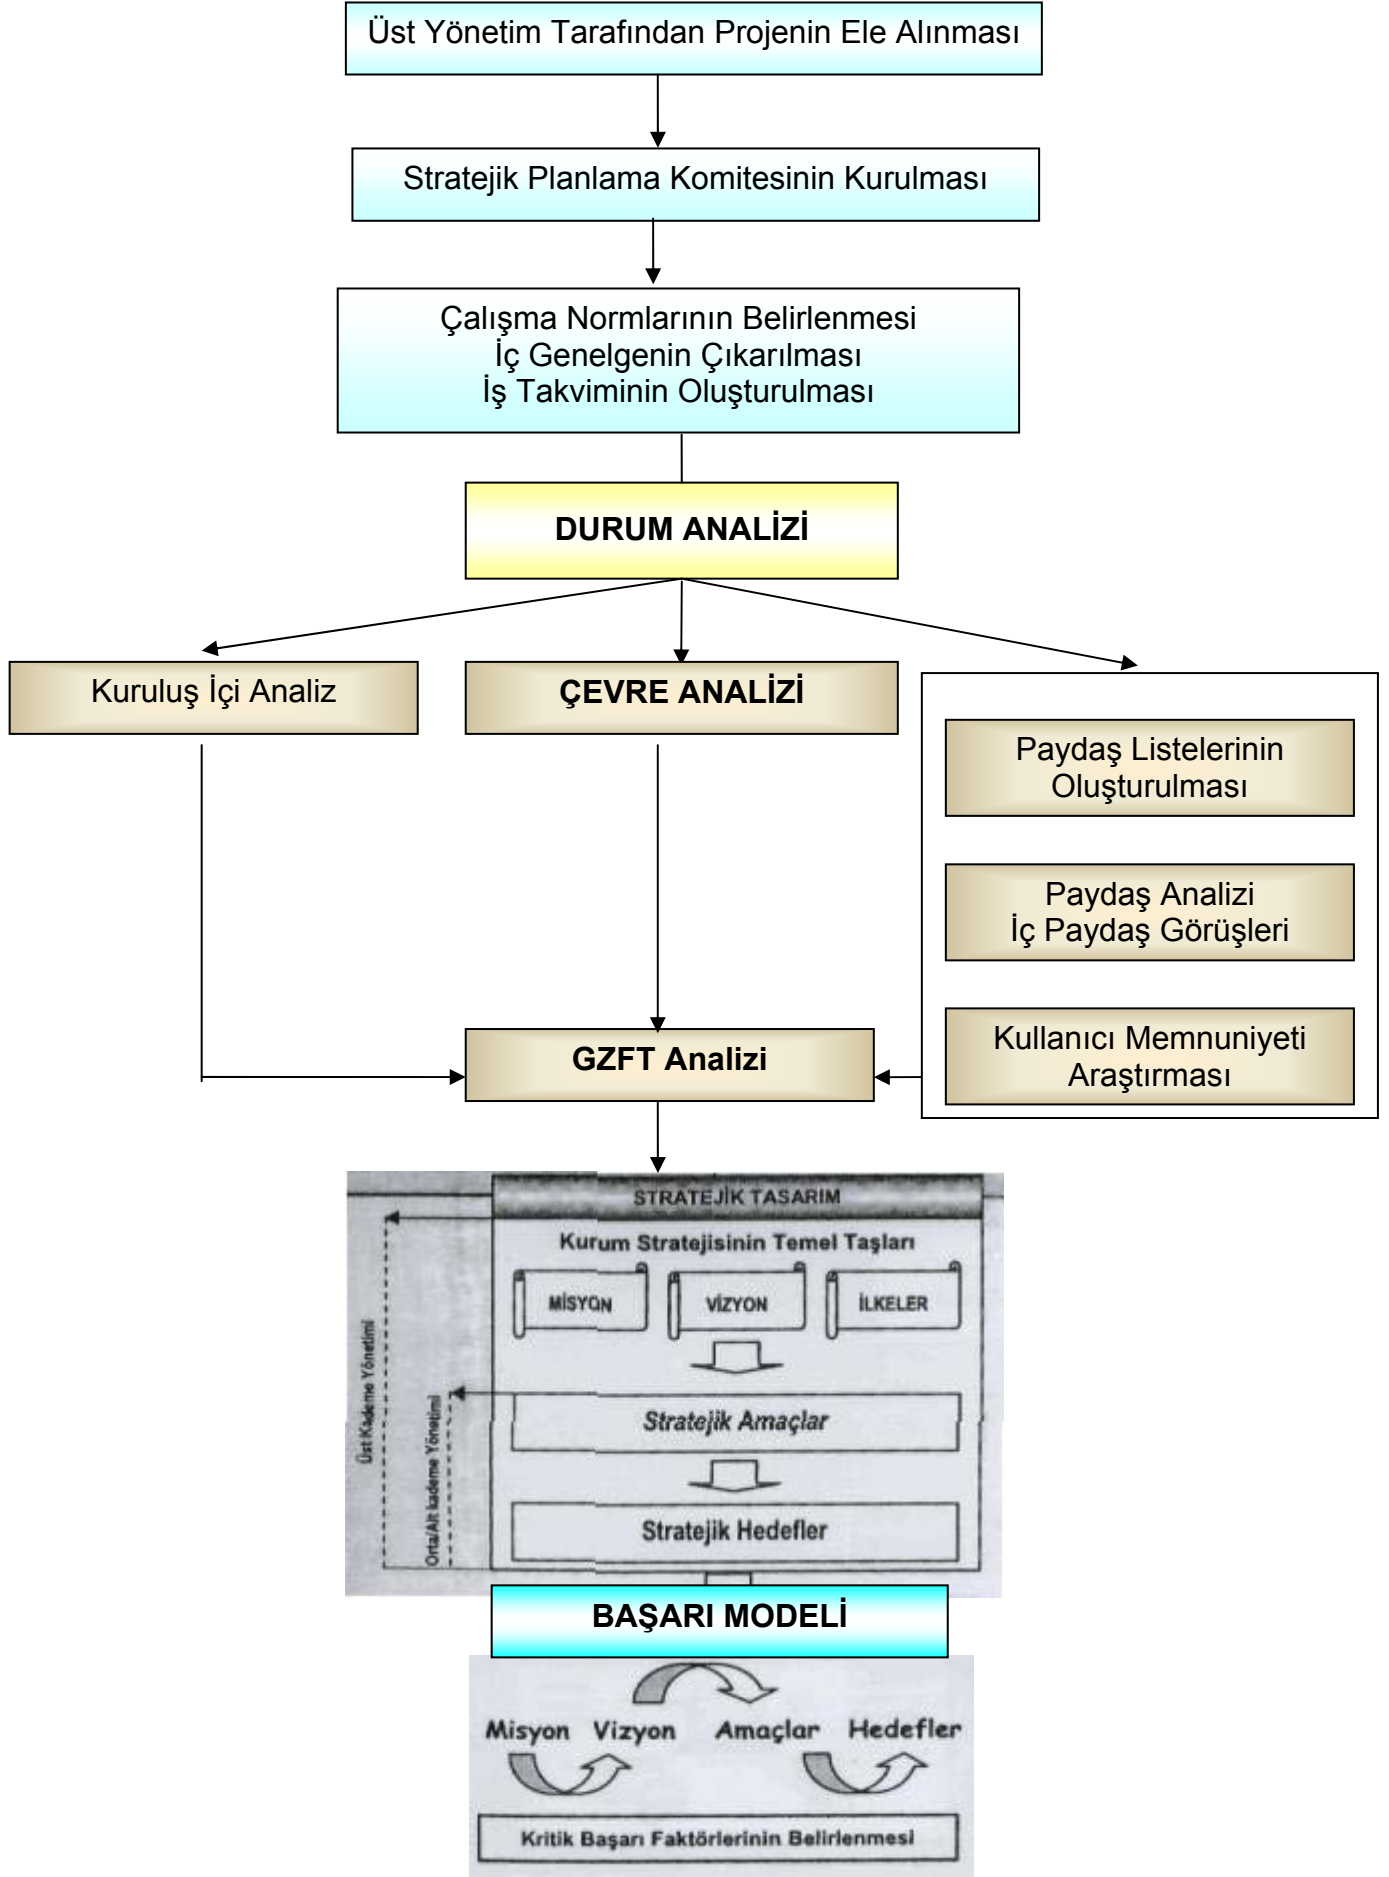 Üst Yönetim Tarafından Projenin Ele Alınması
Stratejik Planlama Komitesinin Kurulması
Çalışma Normlarının Belirlenmesi
İç Genelgenin Çıkarılması
İş Takviminin Oluşturulması
DURUM ANALİZİ
Kuruluş İçi Analiz
ÇEVRE ANALİZİ
Paydaş Listelerinin
Oluşturulması
Paydaş Analizi
İç Paydaş Görüşleri
Kullanıcı Memnuniyeti
Araştırması
GZFT Analizi
STRATEJİK TASARIM
Kurum Stratejisinin Temel Taşları
MİSYON
VİZYON
İLKELER
Üst Kademe Yönetimi
Orta/Alt kademe Yönetimi
Stratejik Amaçlar
Stratejik Hedefler
BAŞARI MODELİ
Misyon Vizyon Amaçlar Hedefler
Kritik Başarı Faktörlerinin Belirlenmesi